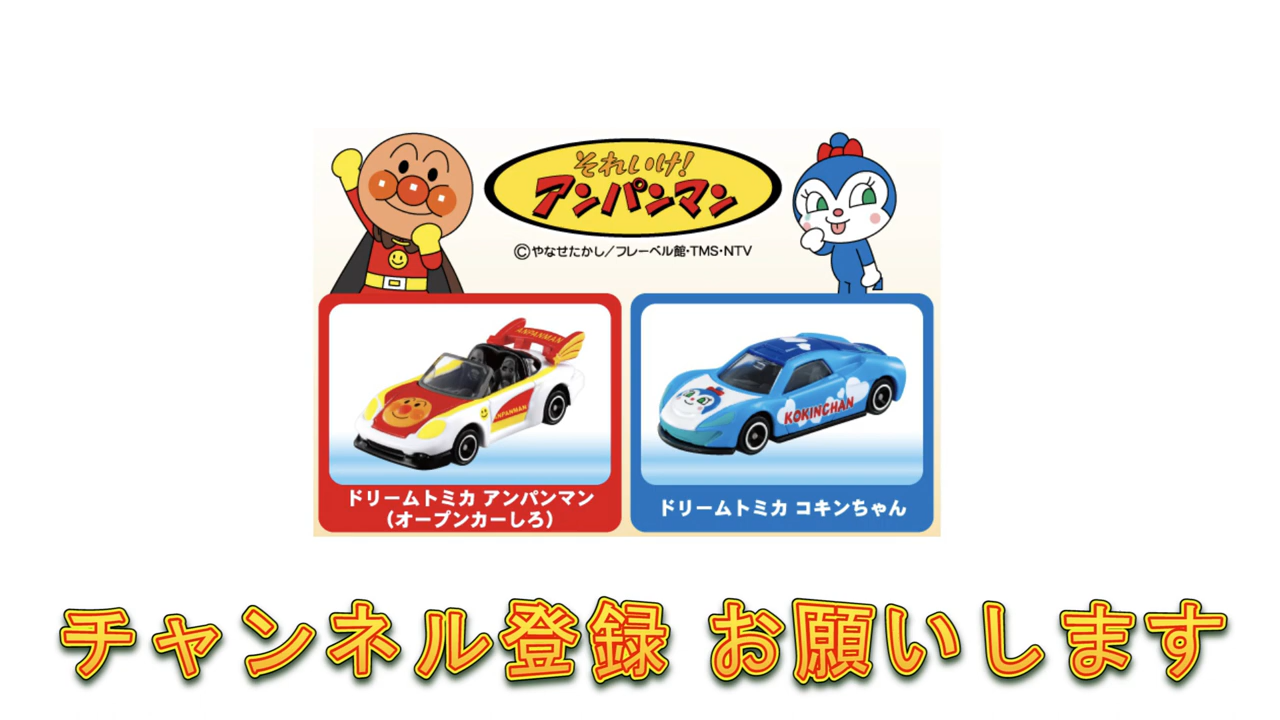 それいけ!
アンパンマン
©やなせたかし/フレーベル館・TMS・NTV
ANPANMAN
ANPANMAN
KOKINCHAN
ドリームトミカ アンパンマン
(オープンカーしろ)
ドリームトミカ コキンちゃん
チャンネル登録 お願いします